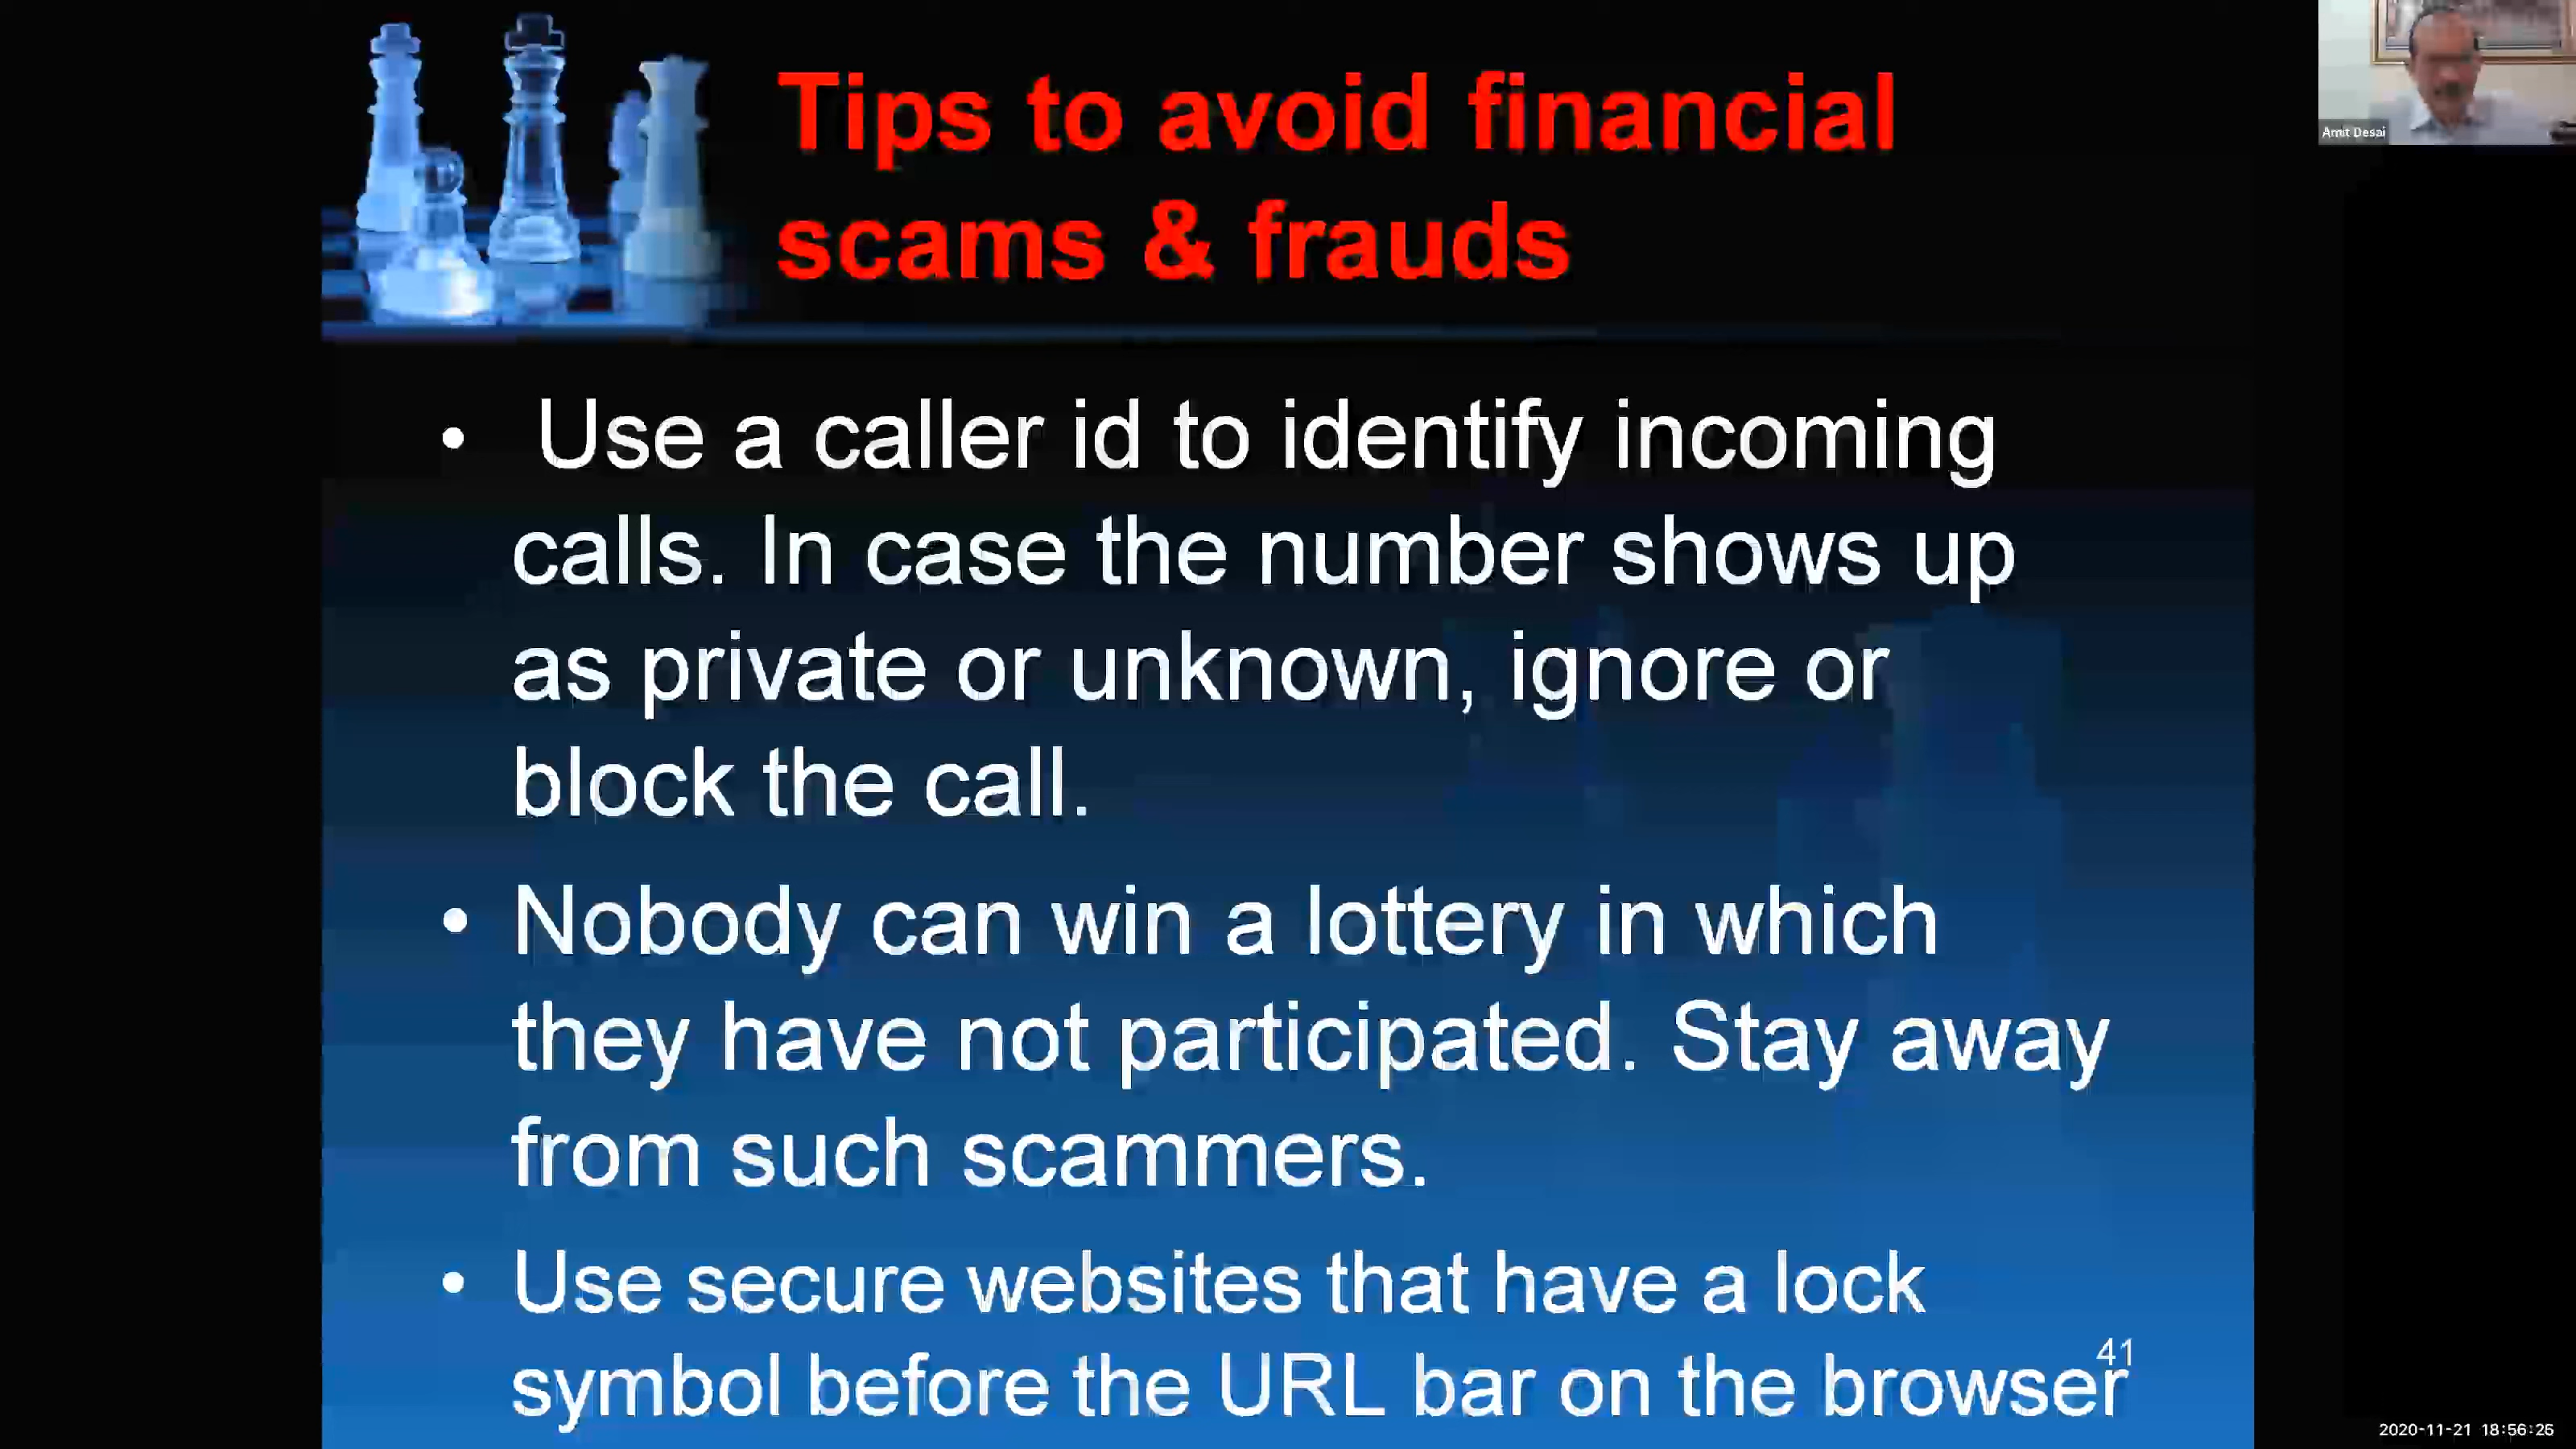 Tips to avoid financial
scams & frauds
Amit Desai
• Use a caller id to identify incoming
calls. In case the number shows up
as private or unknown, ignore or
block the call.
• Nobody can win a lottery in which
they have not participated. Stay away
from such scammers.
• Use secure websites that have a lock
symbol before the URL bar on the browser
41
2020-11-21 18:56:26